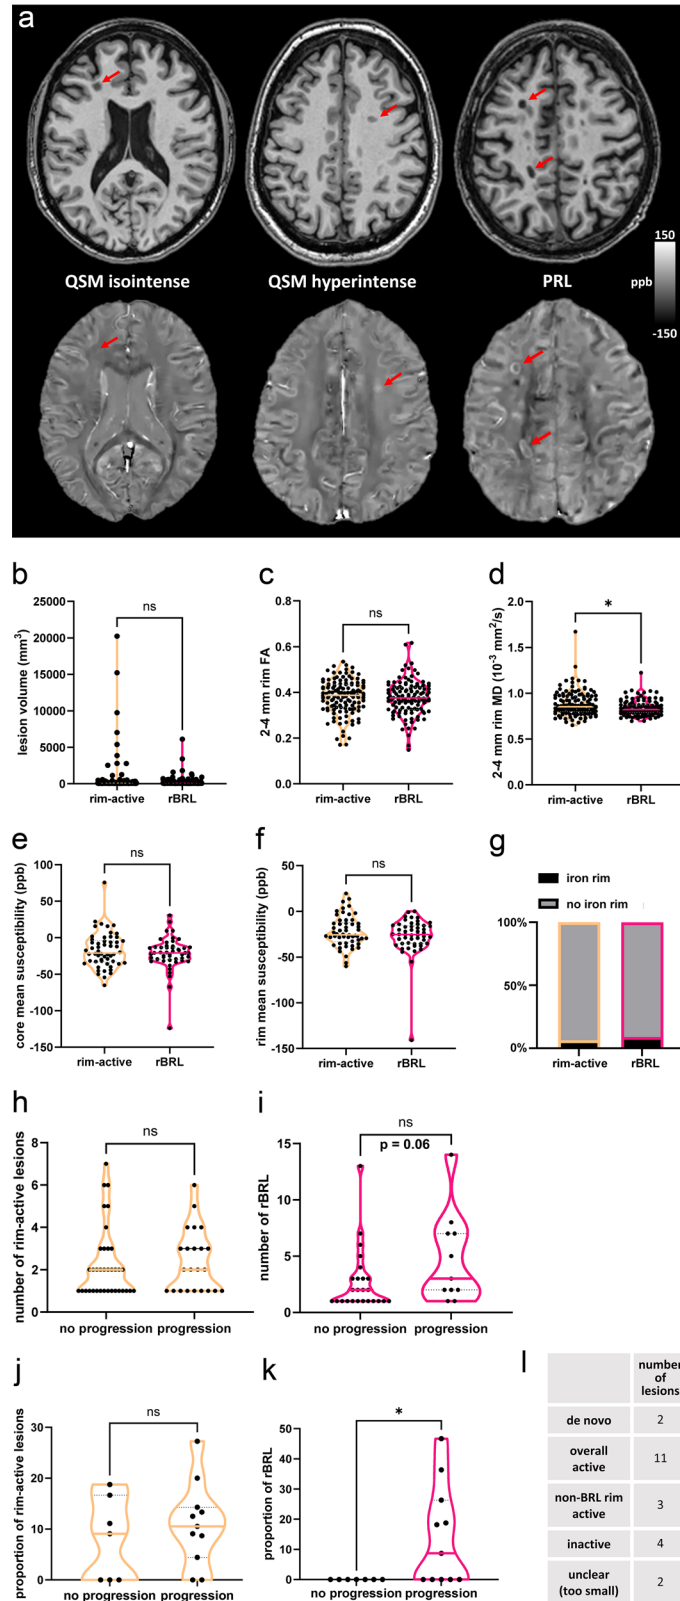 a
150
QSM isointense QSM hyperintense PRL ppb
-150
b
ns
25000
20000
15000
10000
5000
0
lesion volume (mm³)
rim-active rBRL
c
ns
0.8
0.6
0.4
0.2
0.0
2-4 mm rim FA
rim-active rBRL
d
*
2.0
1.5
1.0
0.5
0.0
2-4 mm rim MD (10⁻³ mm²/s)
rim-active rBRL
e
ns
100
50
0
-50
-100
-150
core mean susceptibility (ppb)
rim-active rBRL
f
ns
50
0
-50
-100
-150
rim mean susceptibility (ppb)
rim-active rBRL
g
iron rim
no iron rim
100%
50%
0%
rim-active rBRL
h
ns
8
6
4
2
0
number of rim-active lesions
no progression progression
i
ns
p = 0.06
15
10
5
0
number of rBRL
no progression progression
j
ns
30
20
10
0
proportion of rim-active lesions
no progression progression
k
*
50
40
30
20
10
0
proportion of rBRL
no progression progression
l
number
of
lesions
de novo 2
overall
active 11
non-BRL rim
active 3
inactive 4
unclear
(too small) 2